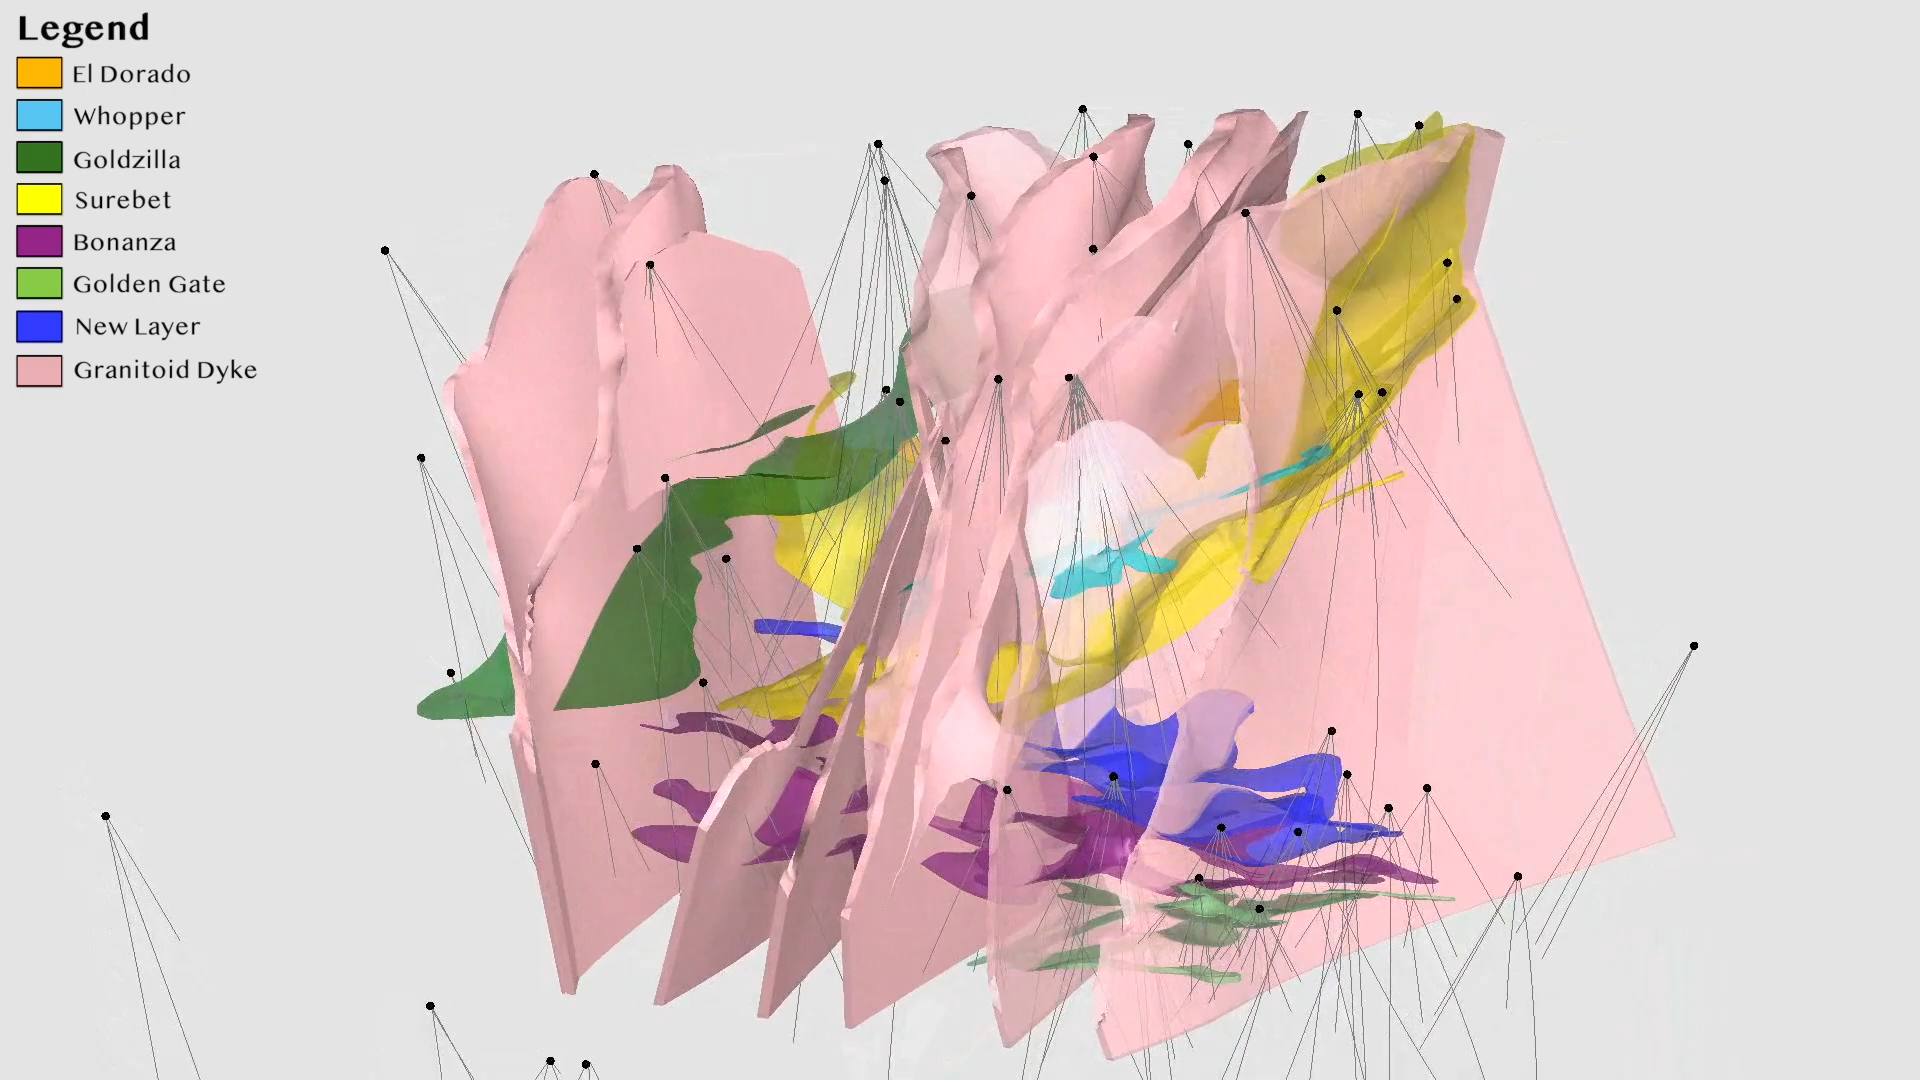 Legend
El Dorado
Whopper
Goldzilla
Surebet
Bonanza
Golden Gate
New Layer
Granitoid Dyke